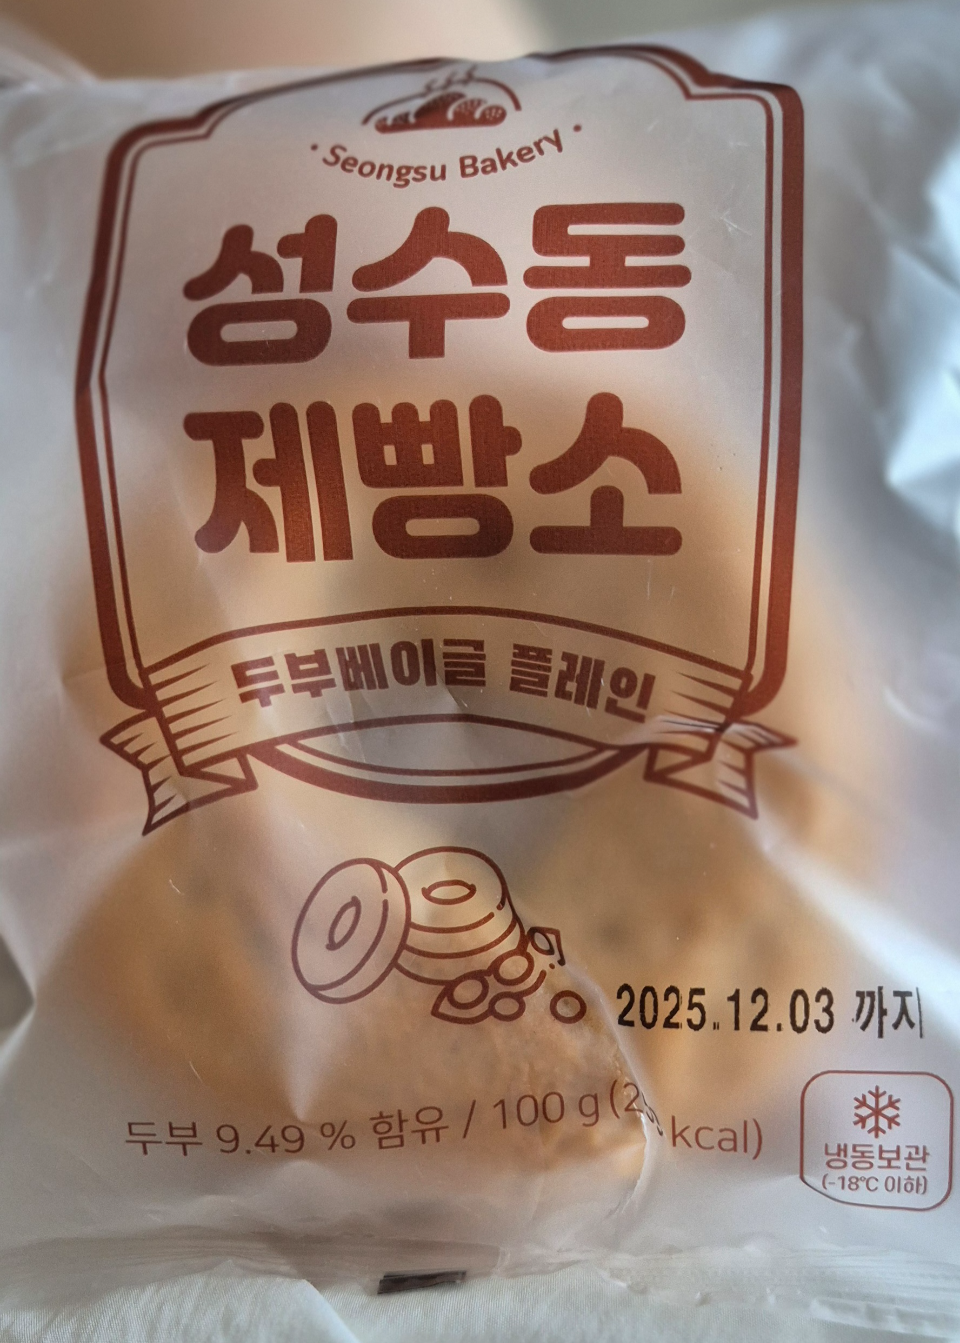 · Seongsu Bakery ·
성수동
제빵소
두부베이글 플레인
2025.12.03 까지
두부 9.49 % 함유 / 100 g (2 kcal)
냉동보관
(-18℃ 이하)